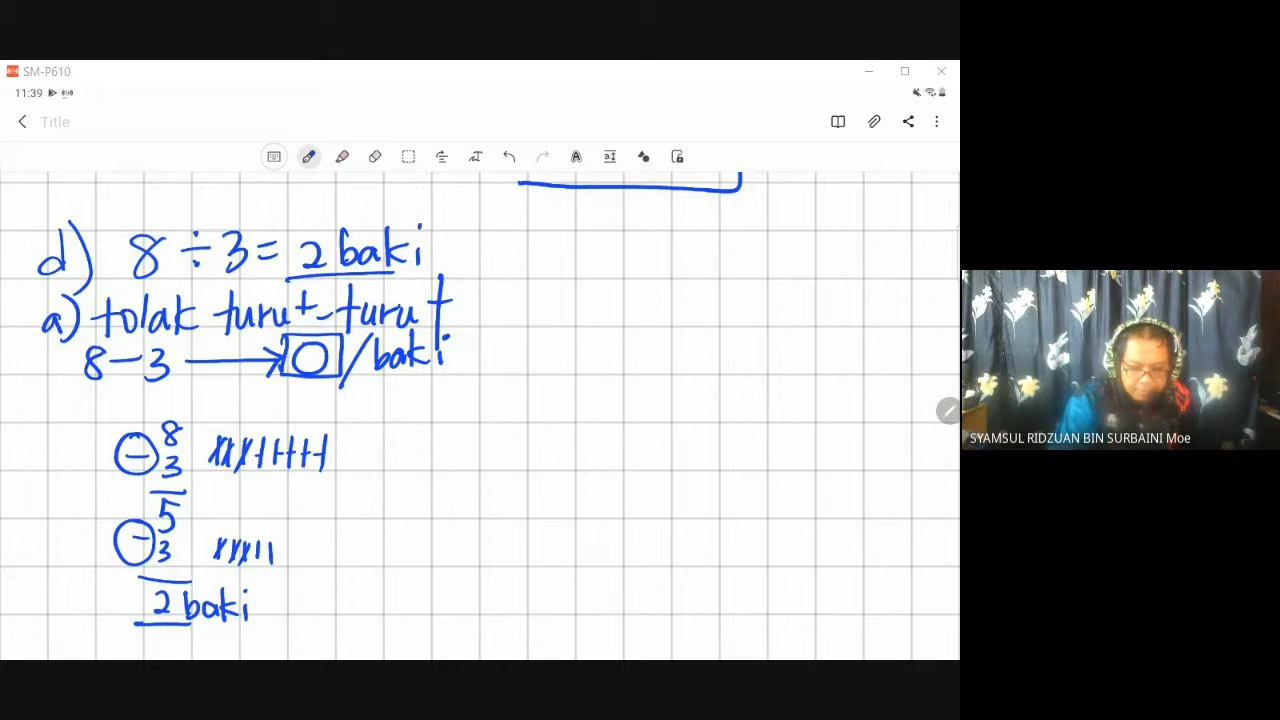 SM-P610
11:39
Title
d) 8 ÷ 3 = 2 baki
a) tolak turut-turut
8 – 3 → 0 / baki
8
– 3
5
– 3
2 baki
SYAMSUL RIDZUAN BIN SURBAINI Moe